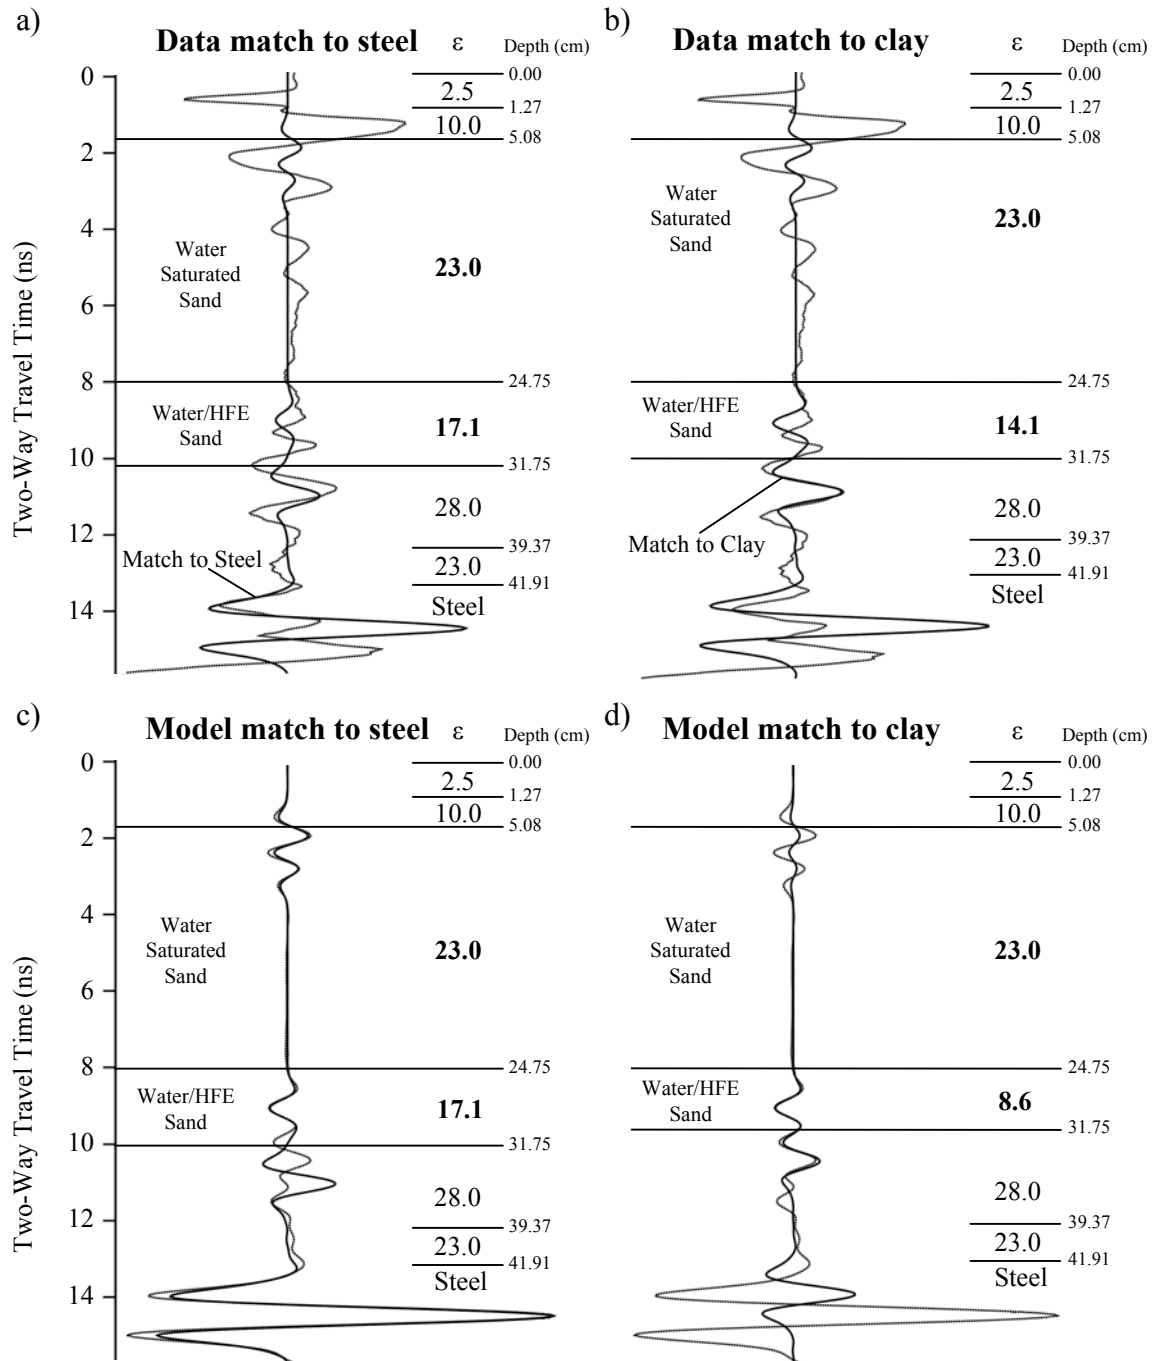 a)
Data match to steel ε Depth (cm)
0.00
2.5
1.27
10.0
5.08
Water
Saturated
Sand
23.0
24.75
Water/HFE
Sand
17.1
31.75
28.0
39.37
23.0
41.91
Steel
Match to Steel
0
2
4
6
8
10
12
14
Two-Way Travel Time (ns)
b)
Data match to clay ε Depth (cm)
0.00
2.5
1.27
10.0
5.08
Water
Saturated
Sand
23.0
24.75
Water/HFE
Sand
14.1
31.75
28.0
Match to Clay
39.37
23.0
41.91
Steel
c)
Model match to steel ε Depth (cm)
0.00
2.5
1.27
10.0
5.08
Water
Saturated
Sand
23.0
24.75
Water/HFE
Sand
17.1
31.75
28.0
39.37
23.0
41.91
Steel
0
2
4
6
8
10
12
14
Two-Way Travel Time (ns)
d)
Model match to clay ε Depth (cm)
0.00
2.5
1.27
10.0
5.08
Water
Saturated
Sand
23.0
24.75
Water/HFE
Sand
8.6
31.75
28.0
39.37
23.0
41.91
Steel